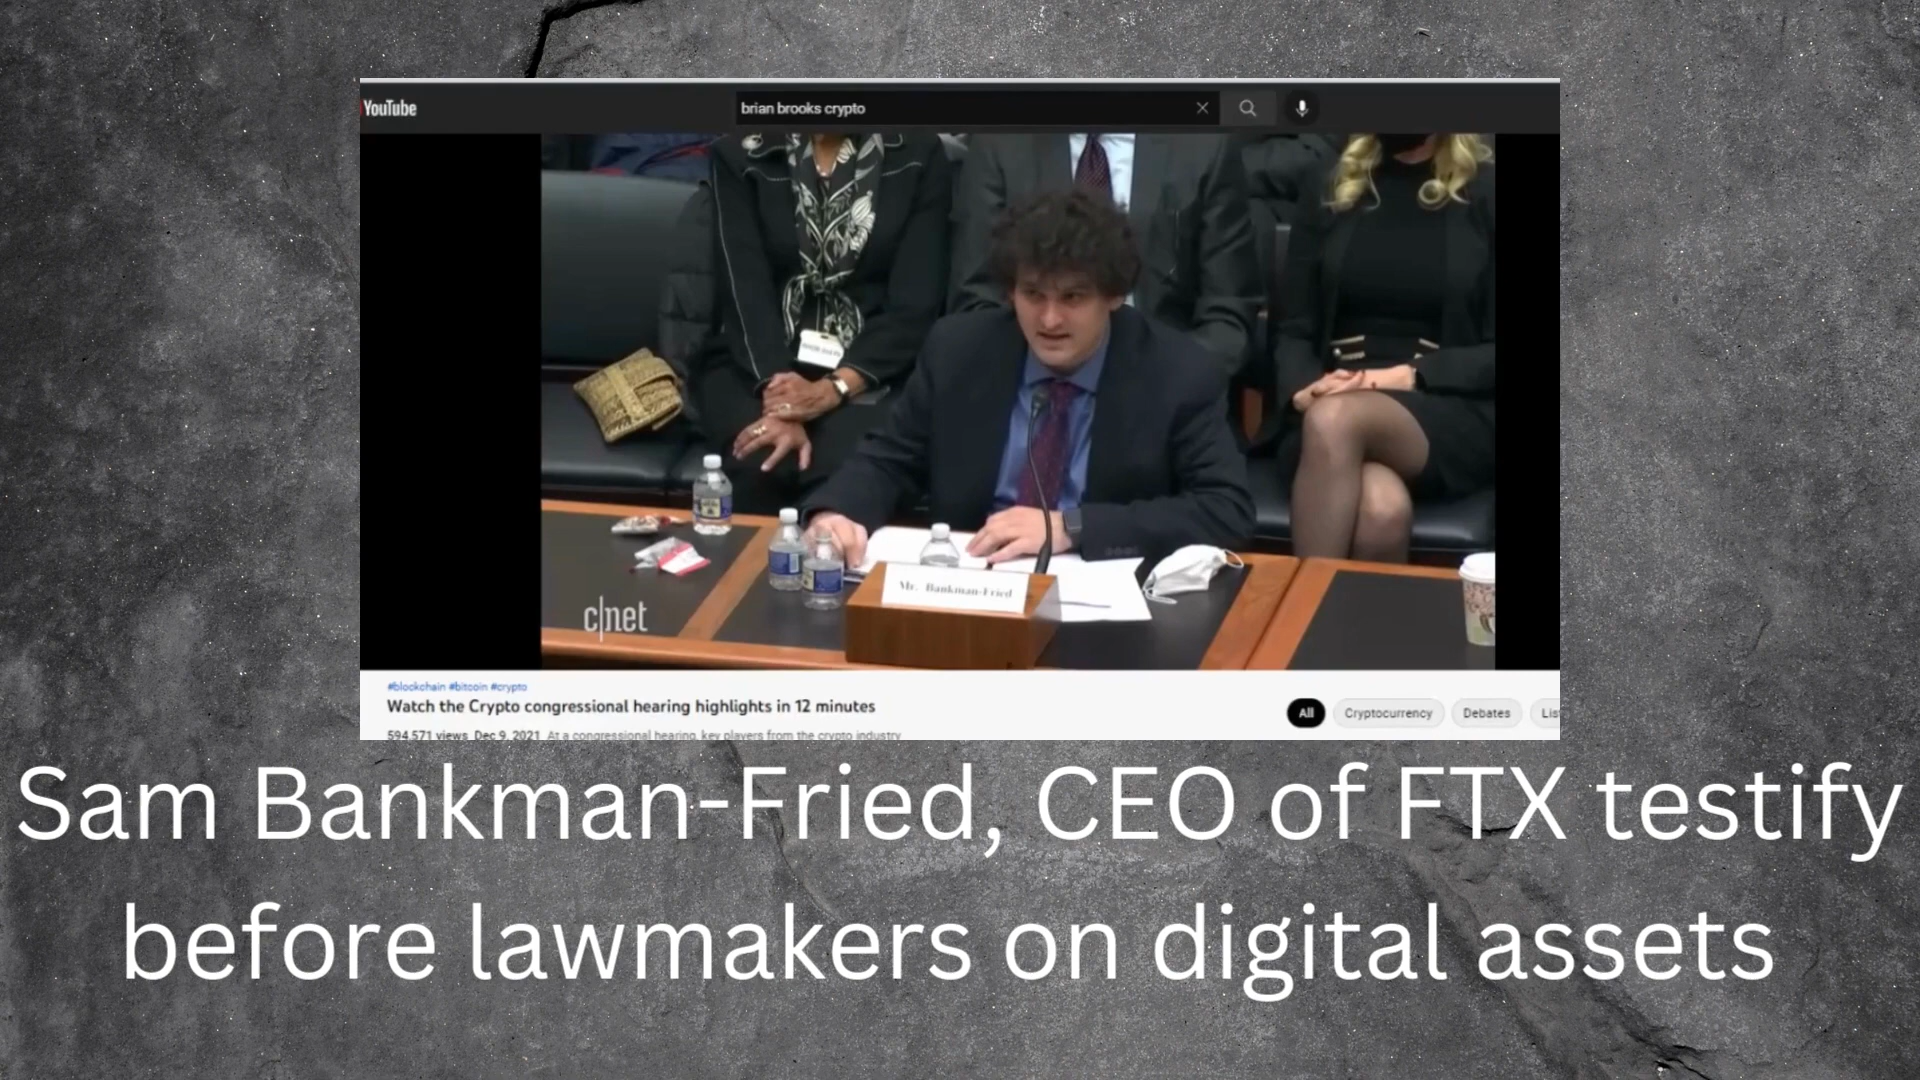 YouTube
brian brooks crypto
c|net
Mr. Bankman-Fried
#blockchain #bitcoin #crypto
Watch the Crypto congressional hearing highlights in 12 minutes
All
Cryptocurrency
Debates
594,571 views Dec 9, 2021 At a congressional hearing, key players from the crypto industry
Sam Bankman-Fried, CEO of FTX testify
before lawmakers on digital assets